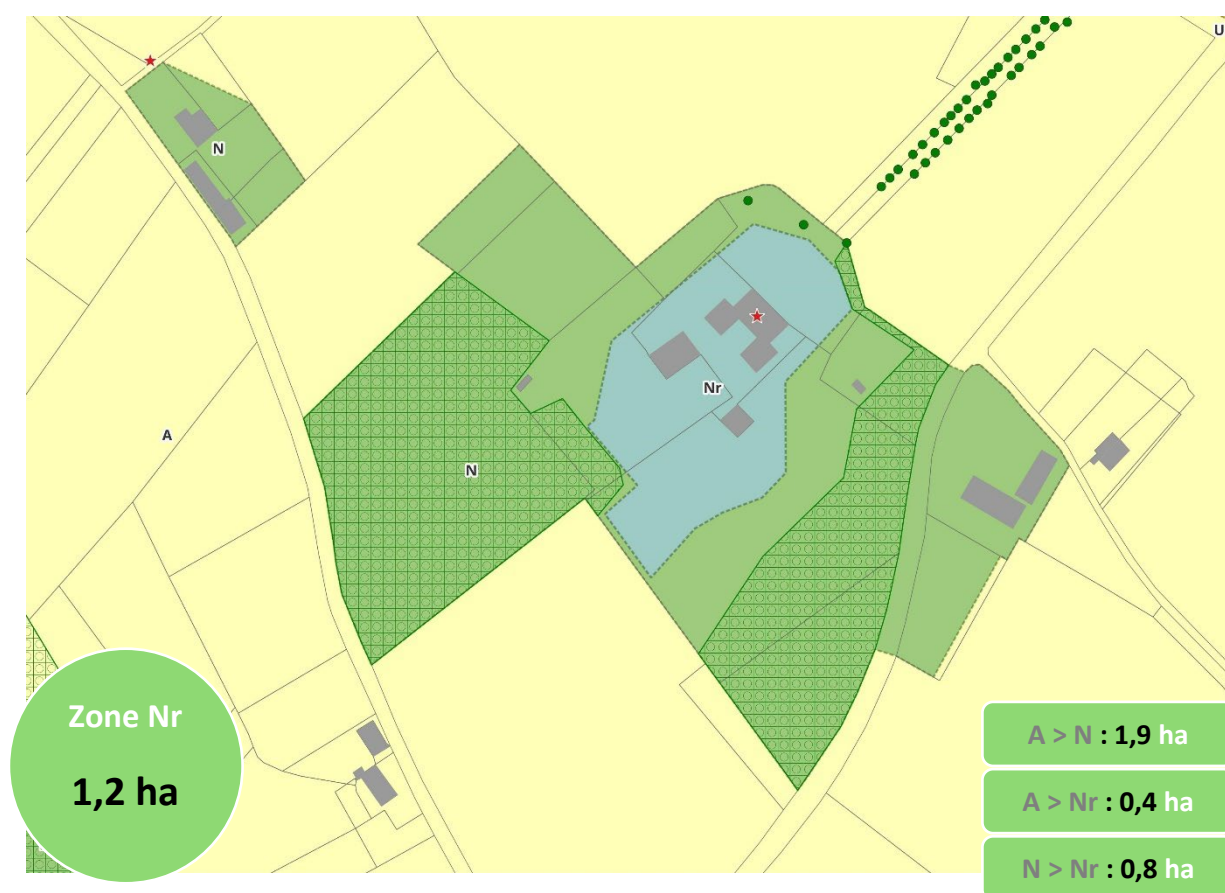 U
N
Nr
A
N
Zone Nr
1,2 ha
A > N : 1,9 ha
A > Nr : 0,4 ha
N > Nr : 0,8 ha